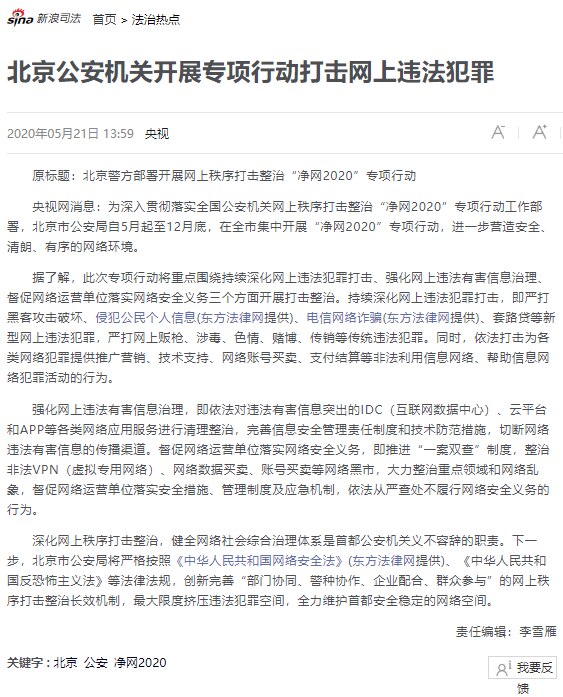 sina 新浪司法 首页 > 法治热点
北京公安机关开展专项行动打击网上违法犯罪
2020年05月21日 13:59 央视 A- A+
原标题：北京警方部署开展网上秩序打击整治“净网2020”专项行动
央视网消息：为深入贯彻落实全国公安机关网上秩序打击整治“净网2020”专项行动工作部
署，北京市公安局自5月起至12月底，在全市集中开展“净网2020”专项行动，进一步营造安全、
清朗、有序的网络环境。
据了解，此次专项行动将重点围绕持续深化网上违法犯罪打击、强化网上违法有害信息治理、
督促网络运营单位落实网络安全义务三个方面开展打击整治。持续深化网上违法犯罪打击，即严打
黑客攻击破坏、侵犯公民个人信息(东方法律网提供)、电信网络诈骗(东方法律网提供)、套路贷等新
型网上违法犯罪，严打网上贩枪、涉毒、色情、赌博、传销等传统违法犯罪。同时，依法打击为各
类网络犯罪提供推广营销、技术支持、网络账号买卖、支付结算等非法利用信息网络、帮助信息网
络犯罪活动的行为。
强化网上违法有害信息治理，即依法对违法有害信息突出的IDC（互联网数据中心）、云平台
和APP等各类网络应用服务进行清理整治，完善信息安全管理责任制度和技术防范措施，切断网络
违法有害信息的传播渠道。督促网络运营单位落实网络安全义务，即推进“一案双查”制度，整治
非法VPN（虚拟专用网络）、网络数据买卖、账号买卖等网络黑市，大力整治重点领域和网络乱
象，督促网络运营单位落实安全措施、管理制度及应急机制，依法从严查处不履行网络安全义务的
行为。
深化网上秩序打击整治，健全网络社会综合治理体系是首都公安机关义不容辞的职责。下一
步，北京市公安局将严格按照《中华人民共和国网络安全法》(东方法律网提供)、《中华人民共和
国反恐怖主义法》等法律法规，创新完善“部门协同、警种协作、企业配合、群众参与”的网上秩
序打击整治长效机制，最大限度挤压违法犯罪空间，全力维护首都安全稳定的网络空间。
责任编辑：李雪雁
关键字：北京 公安 净网2020
我要反
馈